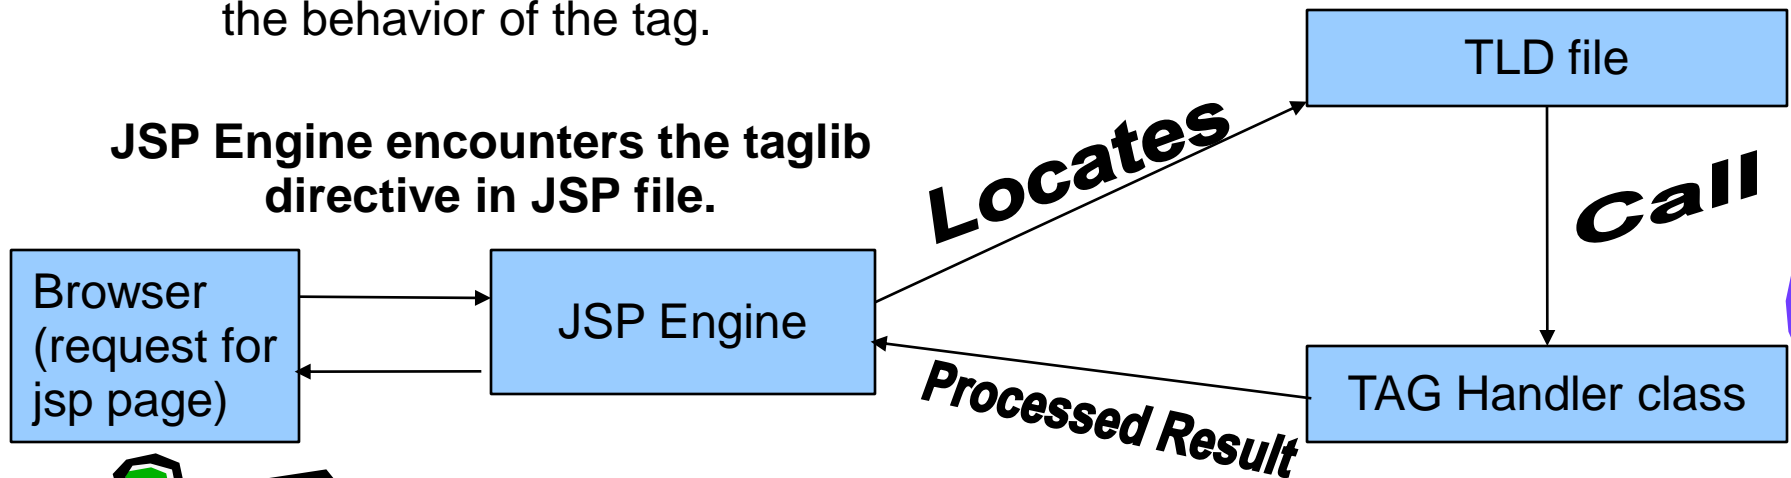 the behavior of the tag.
TLD file
JSP Engine encounters the taglib
directive in JSP file.
Locates
Call
Browser
(request for
jsp page)
JSP Engine
Processed Result
TAG Handler class